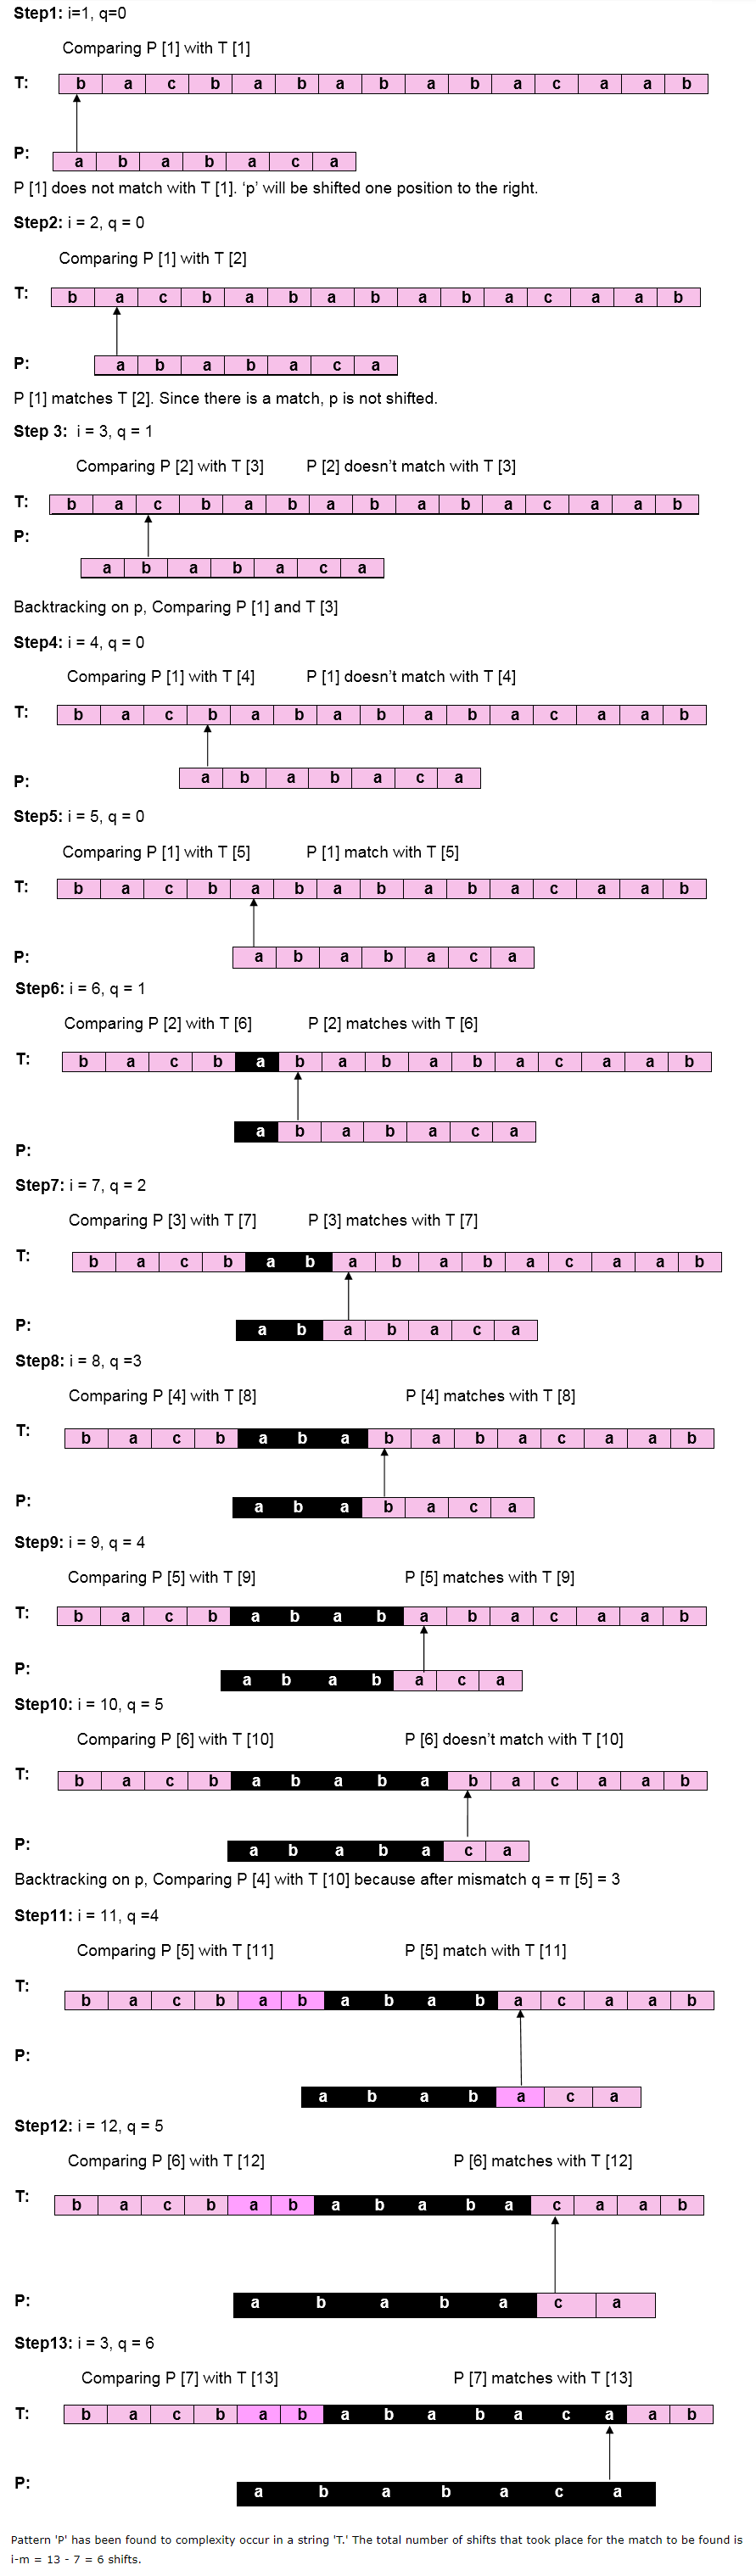 Step1: i=1, q=0
Comparing P [1] with T [1]
T: b a c b a b a b a b a c a a b
P: a b a b a c a
P [1] does not match with T [1]. ‘p’ will be shifted one position to the right.
Step2: i = 2, q = 0
Comparing P [1] with T [2]
T: b a c b a b a b a b a c a a b
P: a b a b a c a
P [1] matches T [2]. Since there is a match, p is not shifted.
Step 3: i = 3, q = 1
Comparing P [2] with T [3] P [2] doesn’t match with T [3]
T: b a c b a b a b a b a c a a b
P:
a b a b a c a
Backtracking on p, Comparing P [1] and T [3]
Step4: i = 4, q = 0
Comparing P [1] with T [4] P [1] doesn’t match with T [4]
T: b a c b a b a b a b a c a a b
P: a b a b a c a
Step5: i = 5, q = 0
Comparing P [1] with T [5] P [1] match with T [5]
T: b a c b a b a b a b a c a a b
P: a b a b a c a
Step6: i = 6, q = 1
Comparing P [2] with T [6] P [2] matches with T [6]
T: b a c b a b a b a b a c a a b
a b a b a c a
P:
Step7: i = 7, q = 2
Comparing P [3] with T [7] P [3] matches with T [7]
T: b a c b a b a b a b a c a a b
P: a b a b a c a
Step8: i = 8, q =3
Comparing P [4] with T [8] P [4] matches with T [8]
T: b a c b a b a b a b a c a a b
P: a b a b a c a
Step9: i = 9, q = 4
Comparing P [5] with T [9] P [5] matches with T [9]
T: b a c b a b a b a b a c a a b
P: a b a b a c a
Step10: i = 10, q = 5
Comparing P [6] with T [10] P [6] doesn’t match with T [10]
T: b a c b a b a b a b a c a a b
P: a b a b a c a
Backtracking on p, Comparing P [4] with T [10] because after mismatch q = π [5] = 3
Step11: i = 11, q =4
Comparing P [5] with T [11] P [5] match with T [11]
T: b a c b a b a b a b a c a a b
P:
a b a b a c a
Step12: i = 12, q = 5
Comparing P [6] with T [12] P [6] matches with T [12]
T: b a c b a b a b a b a c a a b
P: a b a b a c a
Step13: i = 3, q = 6
Comparing P [7] with T [13] P [7] matches with T [13]
T: b a c b a b a b a b a c a a b
P: a b a b a c a
Pattern 'P' has been found to complexity occur in a string 'T.' The total number of shifts that took place for the match to be found is
i-m = 13 - 7 = 6 shifts.